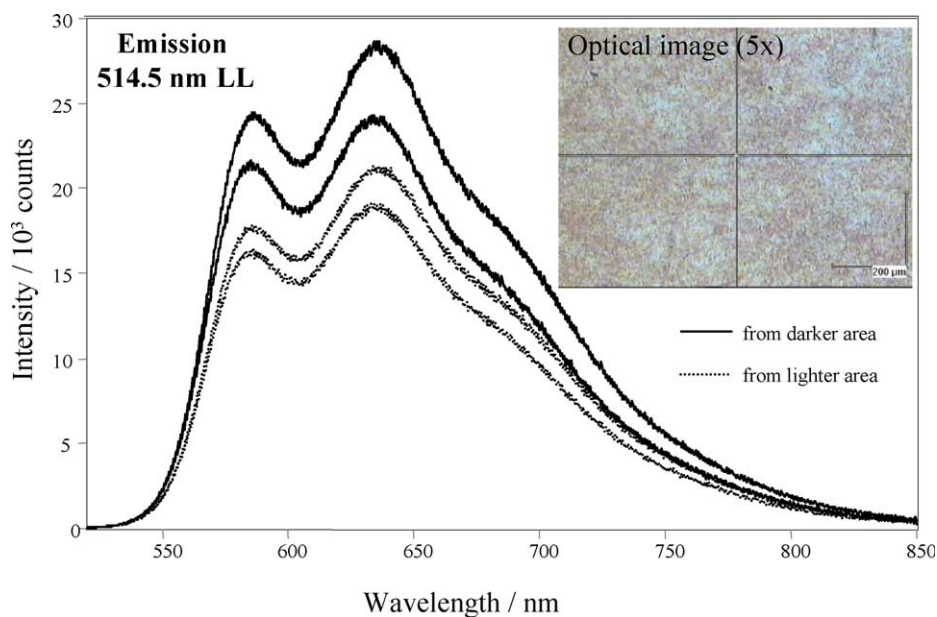 Emission
514.5 nm LL
Optical image (5x)
200 µm
from darker area
from lighter area
Intensity / 10³ counts
30
25
20
15
10
5
0
550
600
650
700
750
800
850
Wavelength / nm